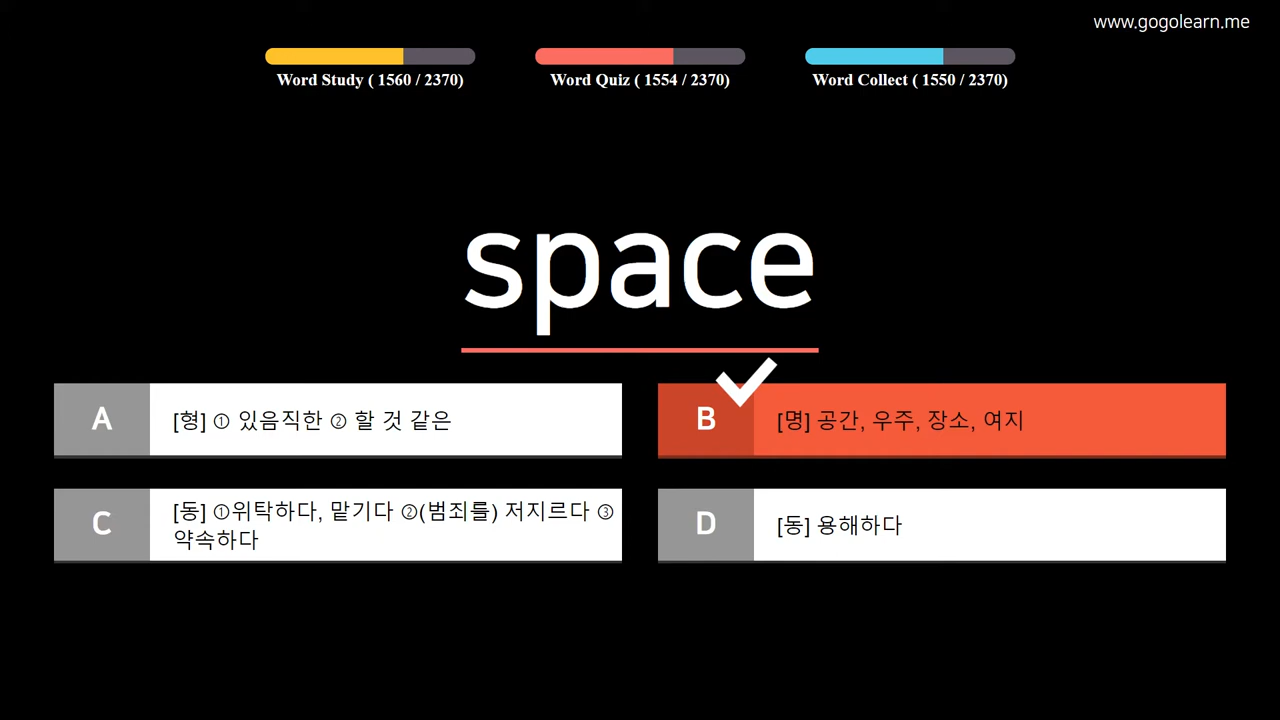 www.gogolearn.me
Word Study ( 1560 / 2370)
Word Quiz ( 1554 / 2370)
Word Collect ( 1550 / 2370)
space
A
[형] ① 있음직한 ② 할 것 같은
B
[명] 공간, 우주, 장소, 여지
C
[동] ①위탁하다, 맡기다 ②(범죄를) 저지르다 ③
약속하다
D
[동] 용해하다